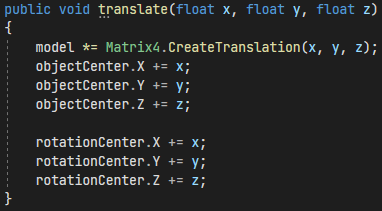 public void translate(float x, float y, float z)
{
    model *= Matrix4.CreateTranslation(x, y, z);
    objectCenter.X += x;
    objectCenter.Y += y;
    objectCenter.Z += z;

    rotationCenter.X += x;
    rotationCenter.Y += y;
    rotationCenter.Z += z;
}